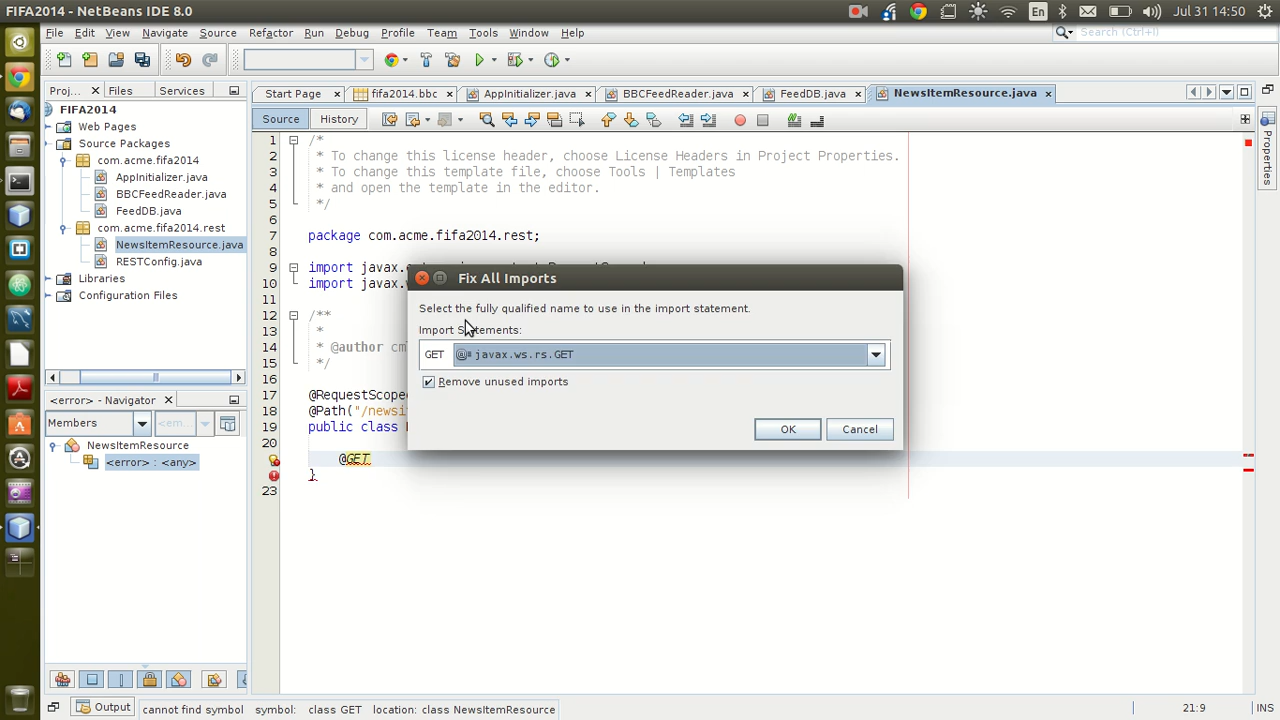 FIFA2014 - NetBeans IDE 8.0
En
Jul 31 14:50
File Edit View Navigate Source Refactor Run Debug Profile Team Tools Window Help
Search (Ctrl+I)
Proj... Files Services
Start Page fifa2014.bbc AppInitializer.java BBCFeedReader.java FeedDB.java NewsItemResource.java
Source History
FIFA2014
Web Pages
Source Packages
com.acme.fifa2014
AppInitializer.java
BBCFeedReader.java
FeedDB.java
com.acme.fifa2014.rest
NewsItemResource.java
RESTConfig.java
Libraries
Configuration Files
<error> - Navigator
Members
<em...
NewsItemResource
<error> : <any>
1 /*
2 * To change this license header, choose License Headers in Project Properties.
3 * To change this template file, choose Tools | Templates
4 * and open the template in the editor.
5 */
6
7 package com.acme.fifa2014.rest;
8
9 import javax.
10 import javax.
11
12 /**
13 *
14 * @author
15 */
16
17 @RequestScoped
18 @Path("/newsi
19 public class
20
@GET
}
23
Fix All Imports
Select the fully qualified name to use in the import statement.
Import Statements:
GET javax.ws.rs.GET
Remove unused imports
OK Cancel
Properties
Output
cannot find symbol symbol: class GET location: class NewsItemResource
21:9 INS